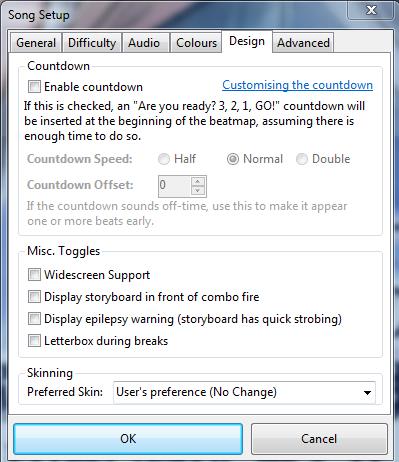 Song Setup
General Difficulty Audio Colours Design Advanced
Countdown
Enable countdown Customising the countdown
If this is checked, an "Are you ready? 3, 2, 1, GO!" countdown will
be inserted at the beginning of the beatmap, assuming there is
enough time to do so.
Countdown Speed: Half Normal Double
Countdown Offset: 0
If the countdown sounds off-time, use this to make it appear
one or more beats early.
Misc. Toggles
Widescreen Support
Display storyboard in front of combo fire
Display epilepsy warning (storyboard has quick strobing)
Letterbox during breaks
Skinning
Preferred Skin: User's preference (No Change)
OK Cancel